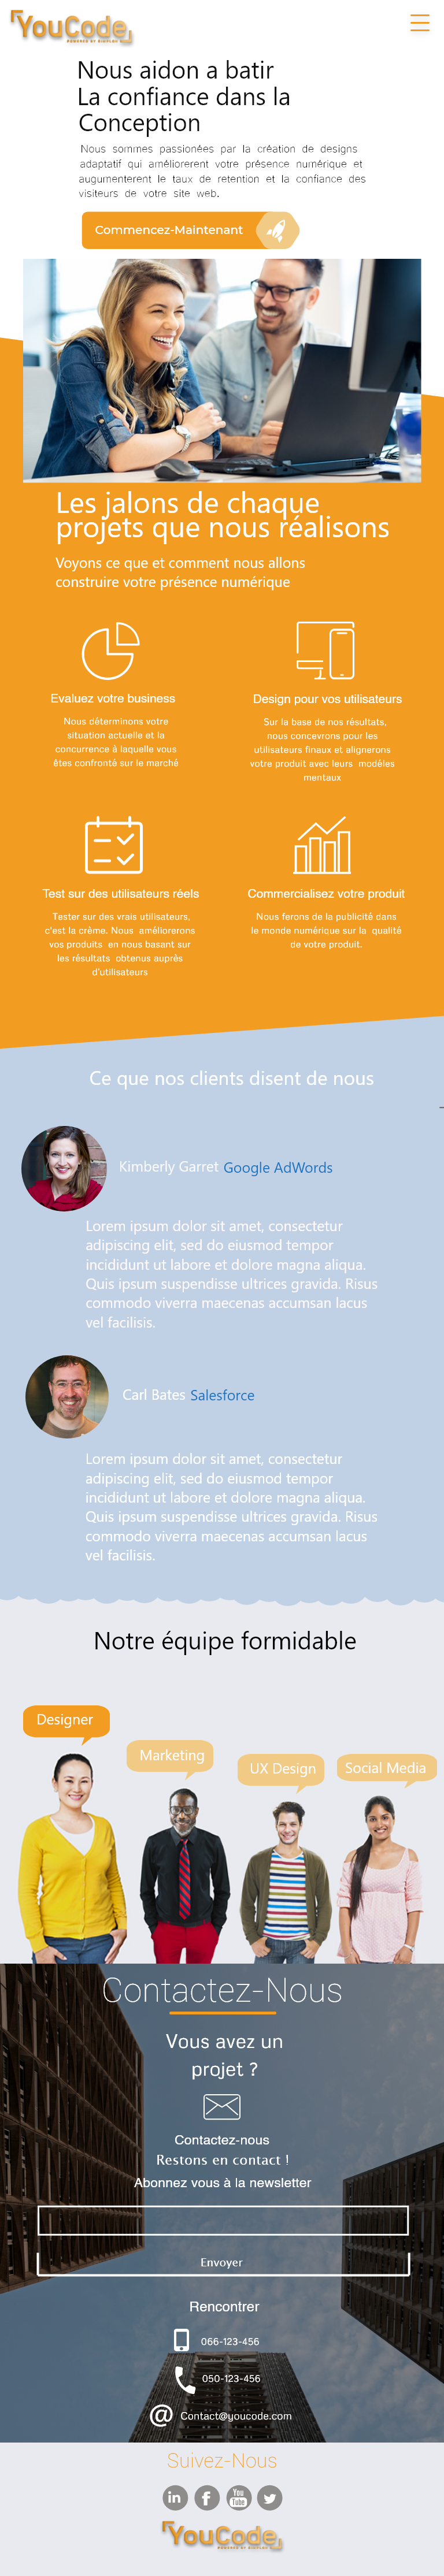 YouCode
Nous aidon a batir
La confiance dans la
Conception
Nous sommes passionées par la création de designs
adaptatif qui améliorerent votre présence numérique et
augumenterent le taux de retention et la confiance des
visiteurs de votre site web.
Commencez-Maintenant
Les jalons de chaque
projets que nous réalisons
Voyons ce que et comment nous allons
construire votre présence numérique
Evaluez votre business
Nous déterminons votre
situation actuelle et la
concurrence à laquelle vous
êtes confronté sur le marché
Design pour vos utilisateurs
Sur la base de nos résultats,
nous concevrons pour les
utilisateurs finaux et alignerons
votre produit avec leurs modèles
mentaux
Test sur des utilisateurs réels
Tester sur des vrais utilisateurs,
c'est la crème. Nous améliorerons
vos produits en nous basant sur
les résultats obtenus auprès
d'utilisateurs
Commercialisez votre produit
Nous ferons de la publicité dans
le monde numérique sur la qualité
de votre produit.
Ce que nos clients disent de nous
Kimberly Garret Google AdWords
Lorem ipsum dolor sit amet, consectetur
adipiscing elit, sed do eiusmod tempor
incididunt ut labore et dolore magna aliqua.
Quis ipsum suspendisse ultrices gravida. Risus
commodo viverra maecenas accumsan lacus
vel facilisis.
Carl Bates Salesforce
Lorem ipsum dolor sit amet, consectetur
adipiscing elit, sed do eiusmod tempor
incididunt ut labore et dolore magna aliqua.
Quis ipsum suspendisse ultrices gravida. Risus
commodo viverra maecenas accumsan lacus
vel facilisis.
Notre équipe formidable
Designer
Marketing
UX Design
Social Media
Contactez-Nous
Vous avez un
projet ?
Contactez-nous
Restons en contact !
Abonnez vous à la newsletter
Envoyer
Rencontrer
066-123-456
050-123-456
Contact@youcode.com
Suivez-Nous
in
f
You
Tube
YouCode